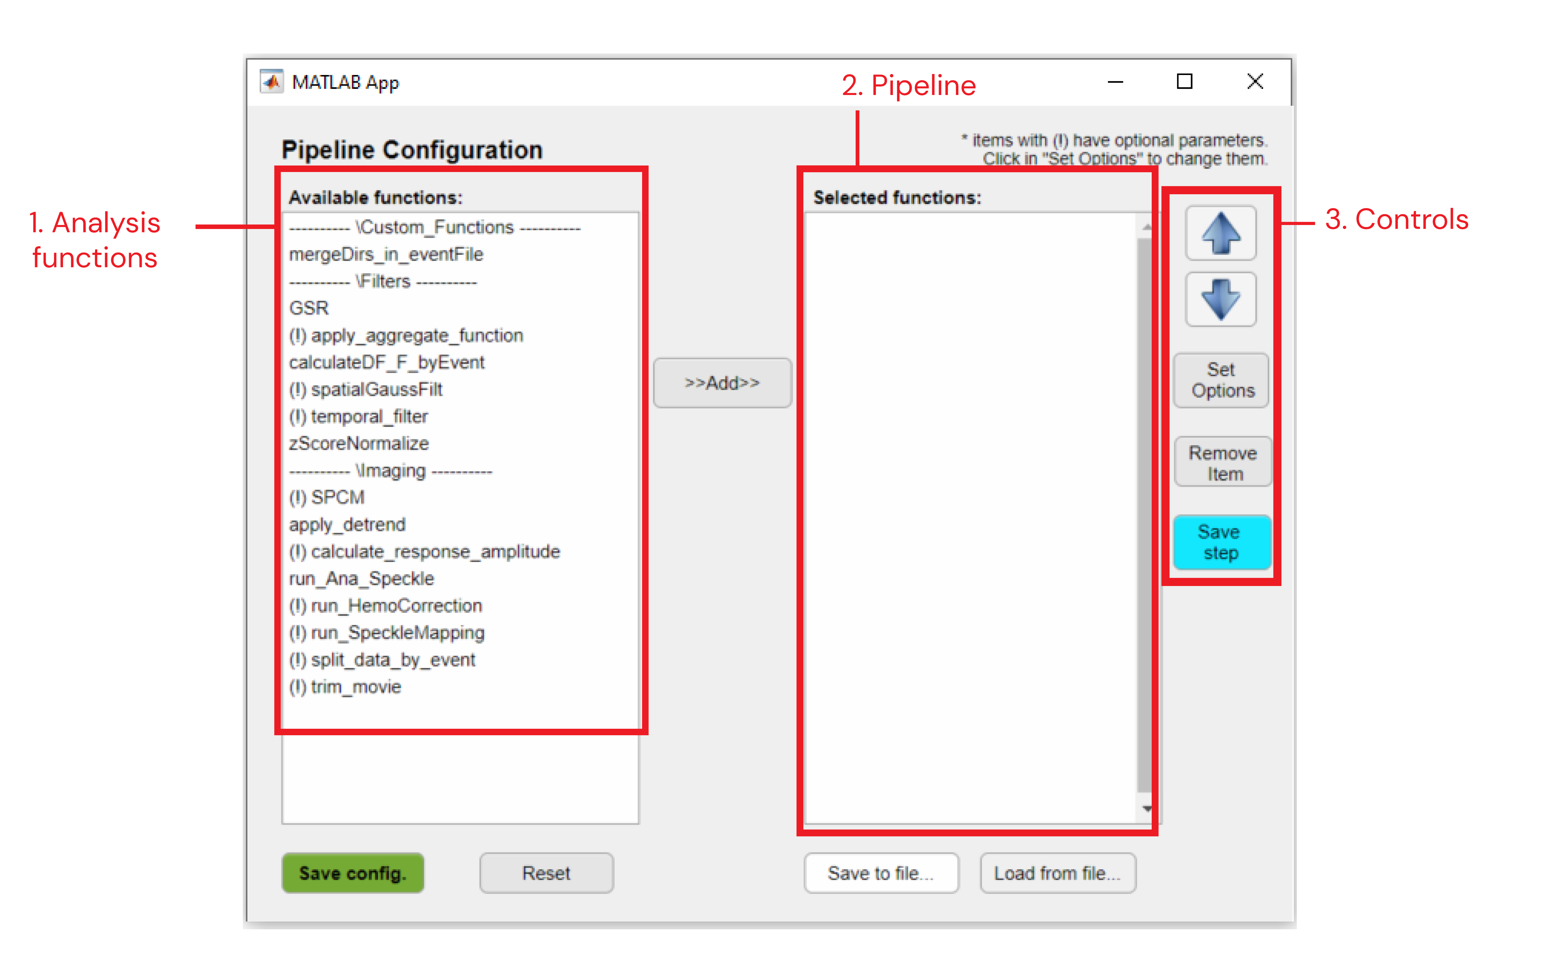 MATLAB App
2. Pipeline
Pipeline Configuration
* items with (!) have optional parameters.
Click in "Set Options" to change them.
1. Analysis
functions
Available functions:
---------- \Custom_Functions ----------
mergeDirs_in_eventFile
---------- \Filters ----------
GSR
(!) apply_aggregate_function
calculateDF_F_byEvent
(!) spatialGaussFilt
(!) temporal_filter
zScoreNormalize
---------- \Imaging ----------
(!) SPCM
apply_detrend
(!) calculate_response_amplitude
run_Ana_Speckle
(!) run_HemoCorrection
(!) run_SpeckleMapping
(!) split_data_by_event
(!) trim_movie
>>Add>>
Selected functions:
3. Controls
Set
Options
Remove
Item
Save
step
Save config.
Reset
Save to file...
Load from file...